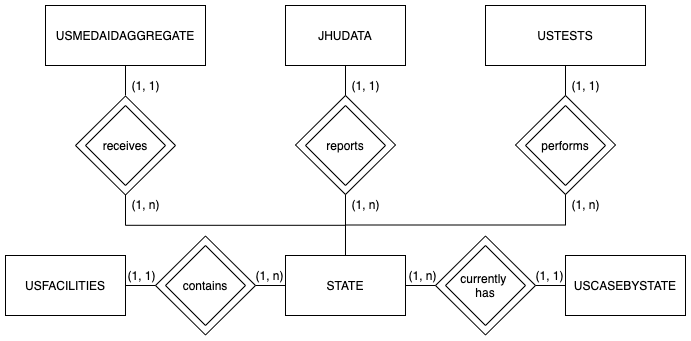 USMEDAIDAGGREGATE
JHUDATA
USTESTS
(1, 1)
(1, 1)
(1, 1)
receives
reports
performs
(1, n)
(1, n)
(1, n)
USFACILITIES
(1, 1)
contains
(1, n)
STATE
(1, n)
currently
has
(1, 1)
USCASEBYSTATE